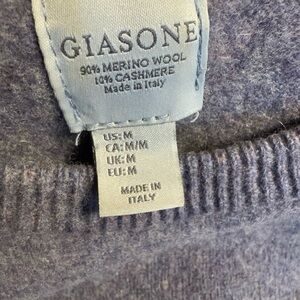 GIASONE
90% MERINO WOOL
10% CASHMERE
Made in Italy
US: M
CA: M/M
UK: M
EU: M
MADE IN
ITALY